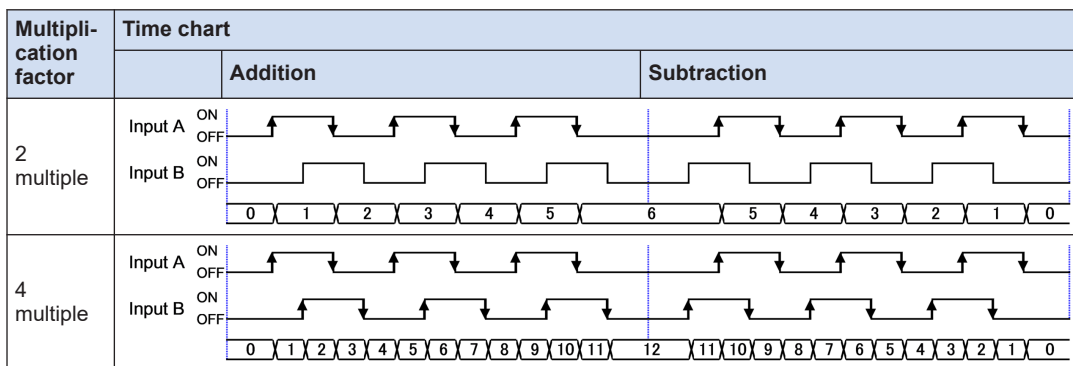 Multipli-
cation
factor
Time chart
Addition
Subtraction
2
multiple
Input A
ON
OFF
Input B
ON
OFF
0 1 2 3 4 5 6 5 4 3 2 1 0
4
multiple
Input A
ON
OFF
Input B
ON
OFF
0 1 2 3 4 5 6 7 8 9 10 11 12 11 10 9 8 7 6 5 4 3 2 1 0